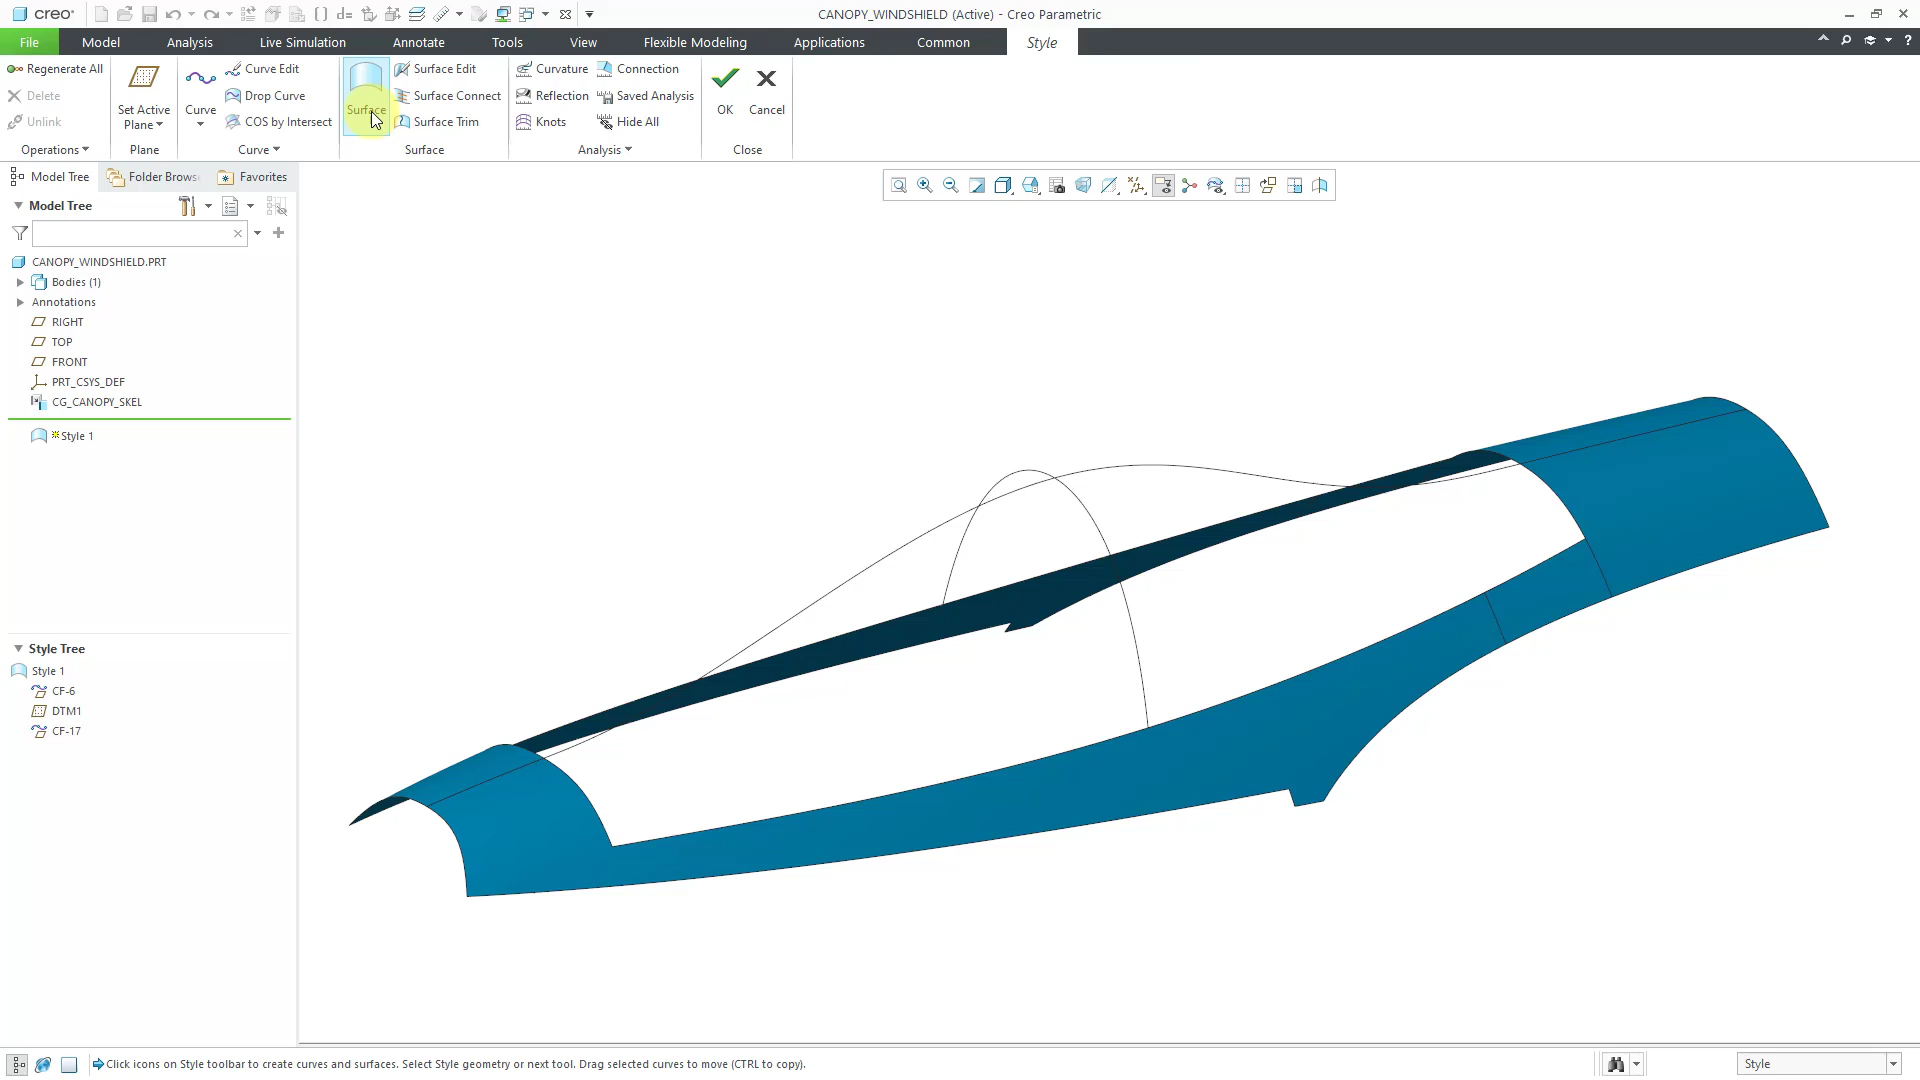 creo
CANOPY_WINDSHIELD (Active) - Creo Parametric
File Model Analysis Live Simulation Annotate Tools View Flexible Modeling Applications Common Style
Regenerate All
Delete
Unlink
Operations
Set Active
Plane
Plane
Curve
Curve Edit
Drop Curve
COS by Intersect
Curve
Surface
Surface Edit
Surface Connect
Surface Trim
Surface
Curvature
Reflection
Knots
Connection
Saved Analysis
Hide All
Analysis
OK
Cancel
Close
Model Tree Folder Brows Favorites
Model Tree
CANOPY_WINDSHIELD.PRT
Bodies (1)
Annotations
RIGHT
TOP
FRONT
PRT_CSYS_DEF
CG_CANOPY_SKEL
Style 1
Style Tree
Style 1
CF-6
DTM1
CF-17
Click icons on Style toolbar to create curves and surfaces. Select Style geometry or next tool. Drag selected curves to move (CTRL to copy).
Style